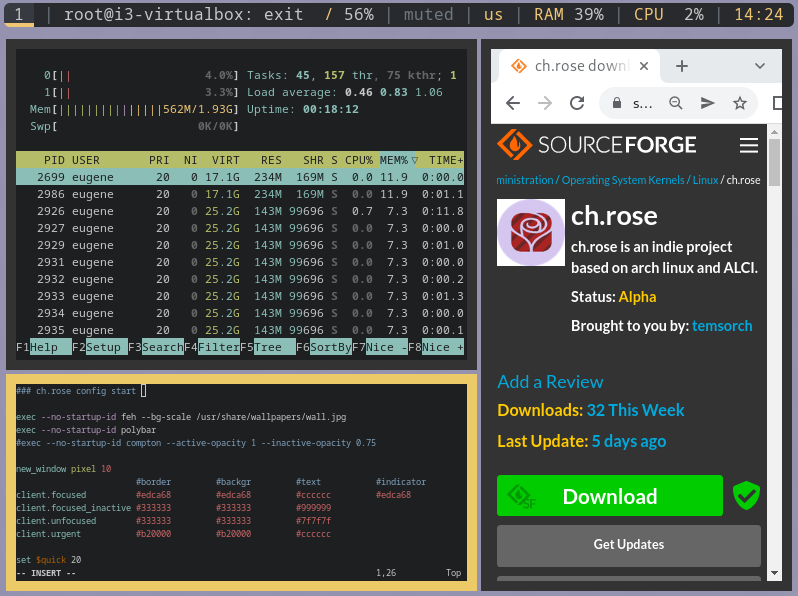 1 | root@i3-virtualbox: exit / 56% | muted | us | RAM 39% | CPU 2% | 14:24
0[|| 4.0%] Tasks: 45, 157 thr, 75 kthr; 1
1[|| 3.3%] Load average: 0.46 0.83 1.06
Mem[|||||||||||||||562M/1.93G] Uptime: 00:18:12
Swp[ 0K/0K]
PID USER PRI NI VIRT RES SHR S CPU% MEM%▽ TIME+
2699 eugene 20 0 17.1G 234M 169M S 0.0 11.9 0:00.0
2986 eugene 20 0 17.1G 234M 169M S 0.0 11.9 0:01.1
2926 eugene 20 0 25.2G 143M 99696 S 0.7 7.3 0:11.8
2927 eugene 20 0 25.2G 143M 99696 S 0.0 7.3 0:00.0
2929 eugene 20 0 25.2G 143M 99696 S 0.0 7.3 0:01.0
2931 eugene 20 0 25.2G 143M 99696 S 0.0 7.3 0:00.0
2932 eugene 20 0 25.2G 143M 99696 S 0.0 7.3 0:00.2
2933 eugene 20 0 25.2G 143M 99696 S 0.0 7.3 0:01.3
2934 eugene 20 0 25.2G 143M 99696 S 0.0 7.3 0:00.0
2935 eugene 20 0 25.2G 143M 99696 S 0.0 7.3 0:00.1
F1Help F2Setup F3SearchF4FilterF5Tree F6SortByF7Nice -F8Nice +
### ch.rose config start
exec --no-startup-id feh --bg-scale /usr/share/wallpapers/wall.jpg
exec --no-startup-id polybar
#exec --no-startup-id compton --active-opacity 1 --inactive-opacity 0.75
new_window pixel 10
#border #backgr #text #indicator
client.focused #edca68 #edca68 #cccccc #edca68
client.focused_inactive #333333 #333333 #999999
client.unfocused #333333 #333333 #7f7f7f
client.urgent #b20000 #b20000 #cccccc
set $quick 20
-- INSERT -- 1,26 Top
ch.rose downl
s...
SOURCEFORGE
ministration / Operating System Kernels / Linux / ch.rose
ch.rose
ch.rose is an indie project
based on arch linux and ALCI.
Status: Alpha
Brought to you by: temsorch
Add a Review
Downloads: 32 This Week
Last Update: 5 days ago
SF Download
Get Updates